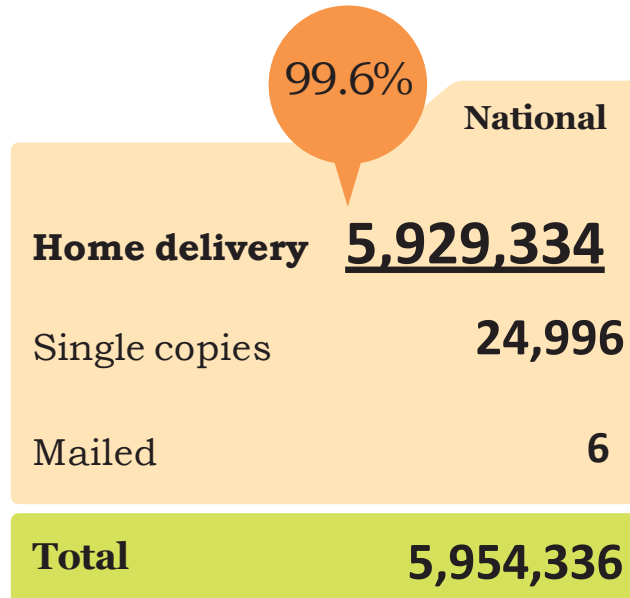 99.6%
National
Home delivery 5,929,334
Single copies 24,996
Mailed 6
Total 5,954,336